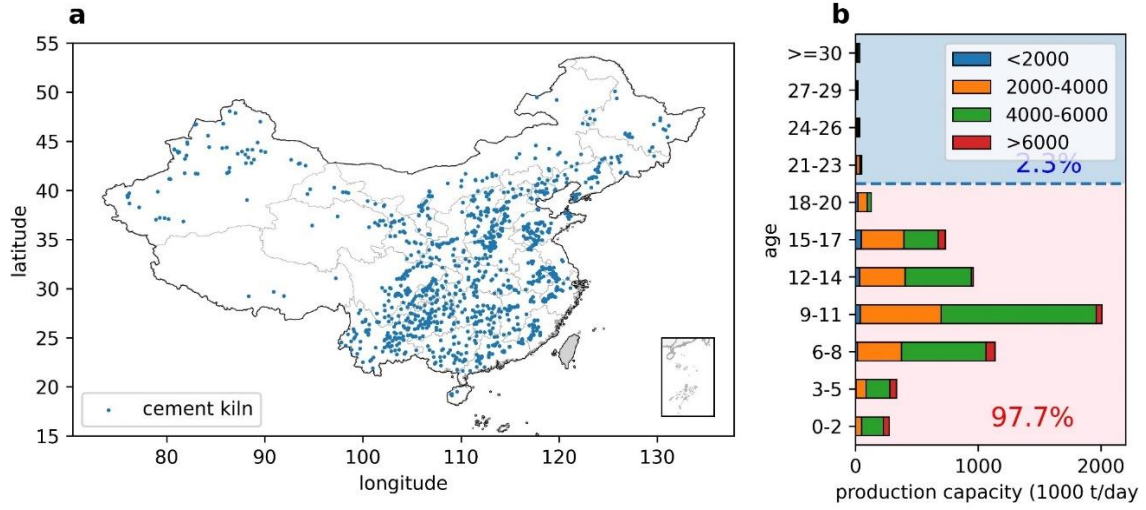 a
55
50
45
40
35
30
25
20
15
latitude
cement kiln
80 90 100 110 120 130
longitude
b
>=30
27-29
24-26
21-23
18-20
15-17
12-14
9-11
6-8
3-5
0-2
age
<2000
2000-4000
4000-6000
>6000
2.3%
97.7%
0 1000 2000
production capacity (1000 t/day